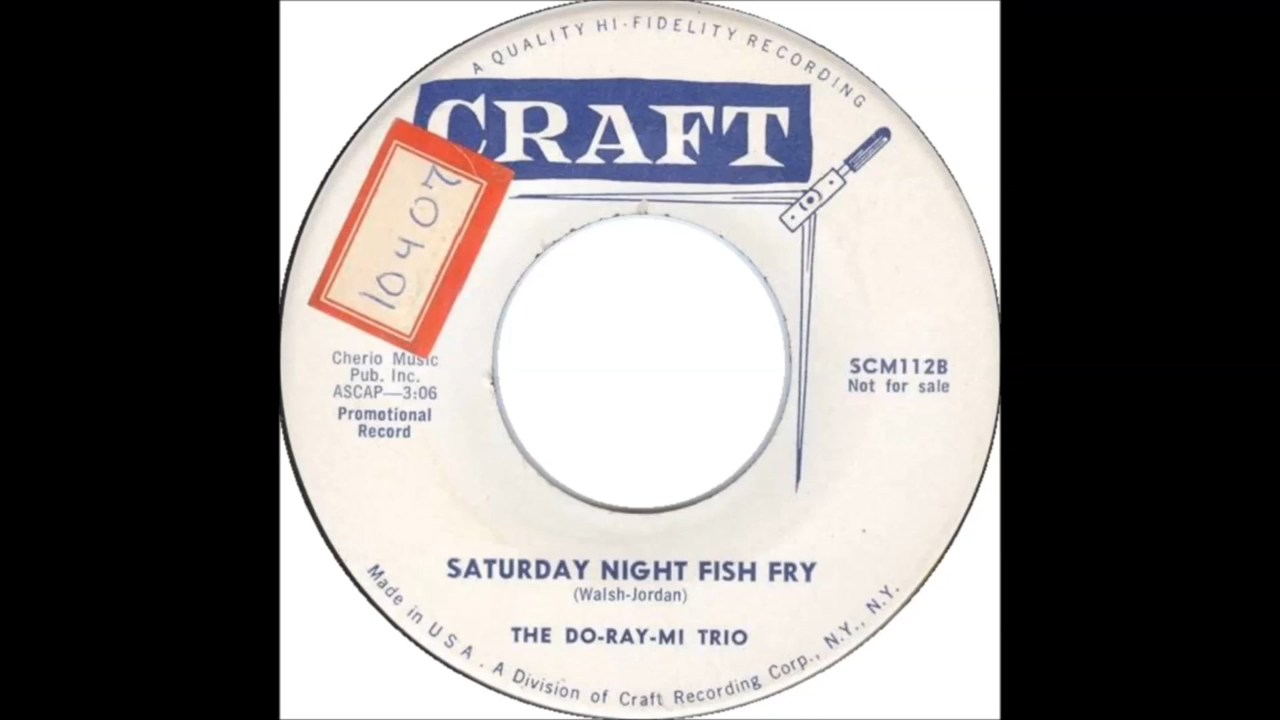 A QUALITY HI-FIDELITY RECORDING
CRAFT
10407
Cherio Music
Pub. Inc.
ASCAP—3:06
Promotional
Record
SCM112B
Not for sale
SATURDAY NIGHT FISH FRY
(Walsh-Jordan)
THE DO-RAY-MI TRIO
Made in U S A . A Division of Craft Recording Corp., N.Y., N.Y.